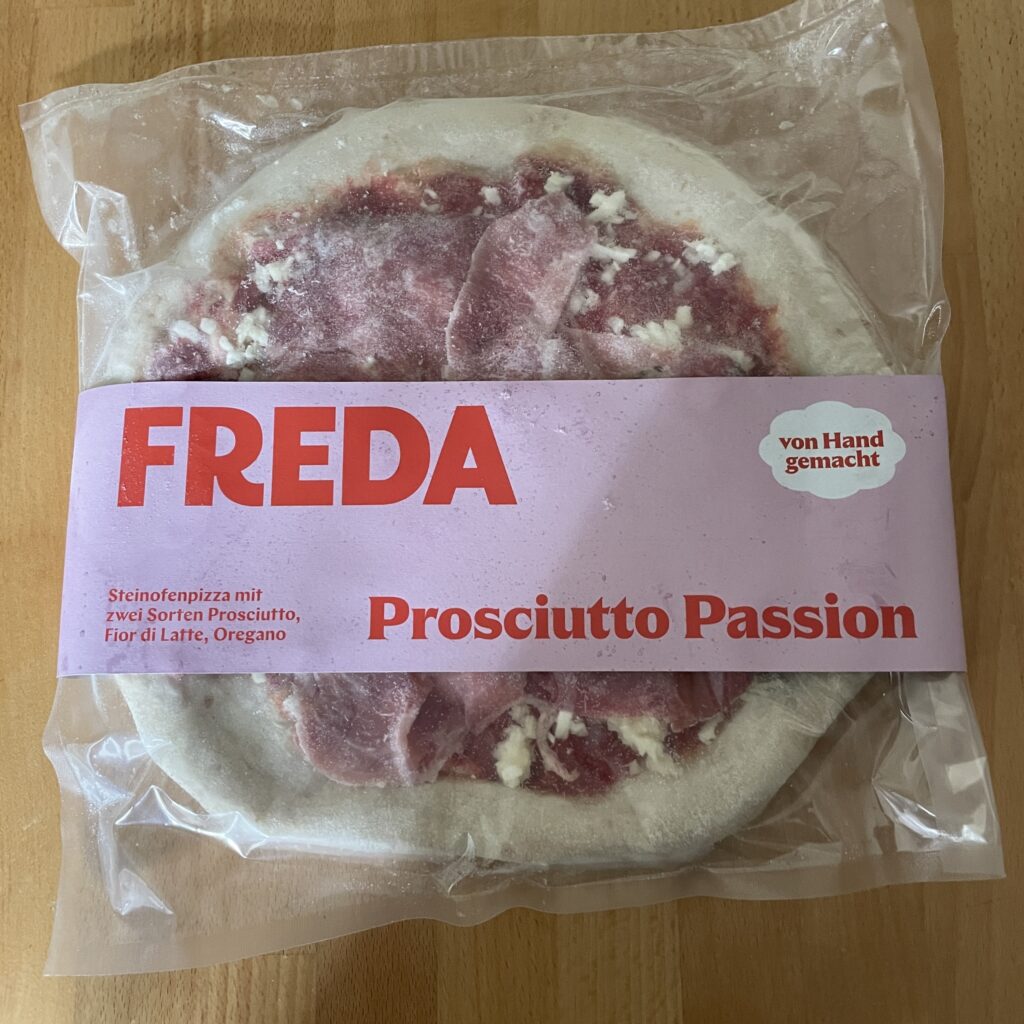 FREDA
von Hand
gemacht
Steinofenpizza mit
zwei Sorten Prosciutto,
Fior di Latte, Oregano
Prosciutto Passion